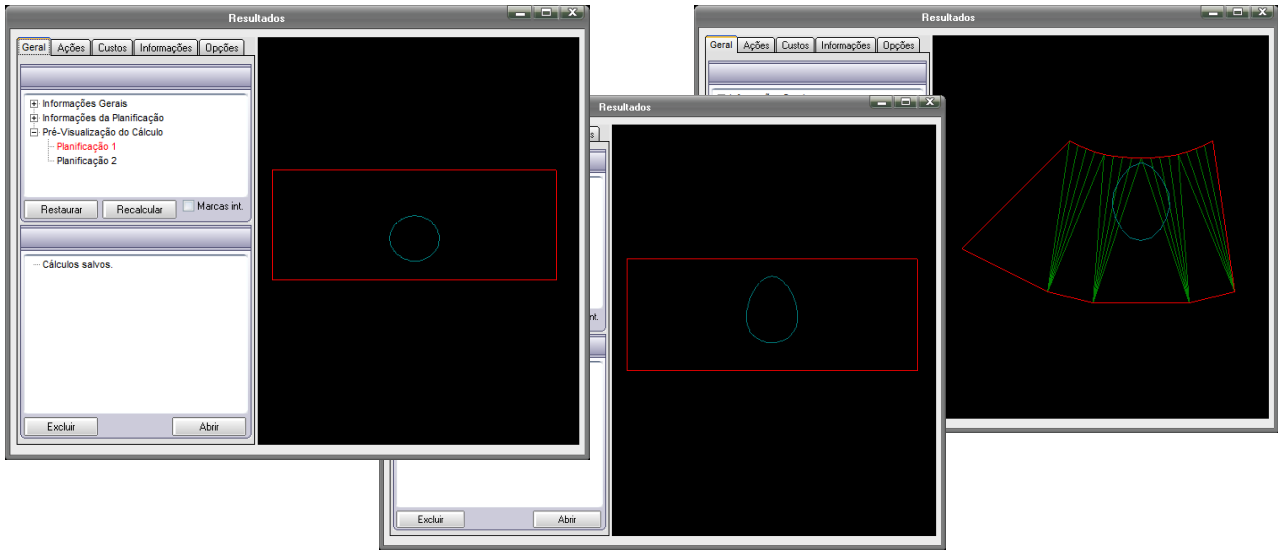 Resultados
Geral Ações Custos Informações Opções
Informações Gerais
Informações da Planificação
Pré-Visualização do Cálculo
Planificação 1
Planificação 2
Restaurar Recalcular Marcas int.
Cálculos salvos.
Excluir Abrir
Resultados
s
nt.
Excluir Abrir
Resultados
Geral Ações Custos Informações Opções